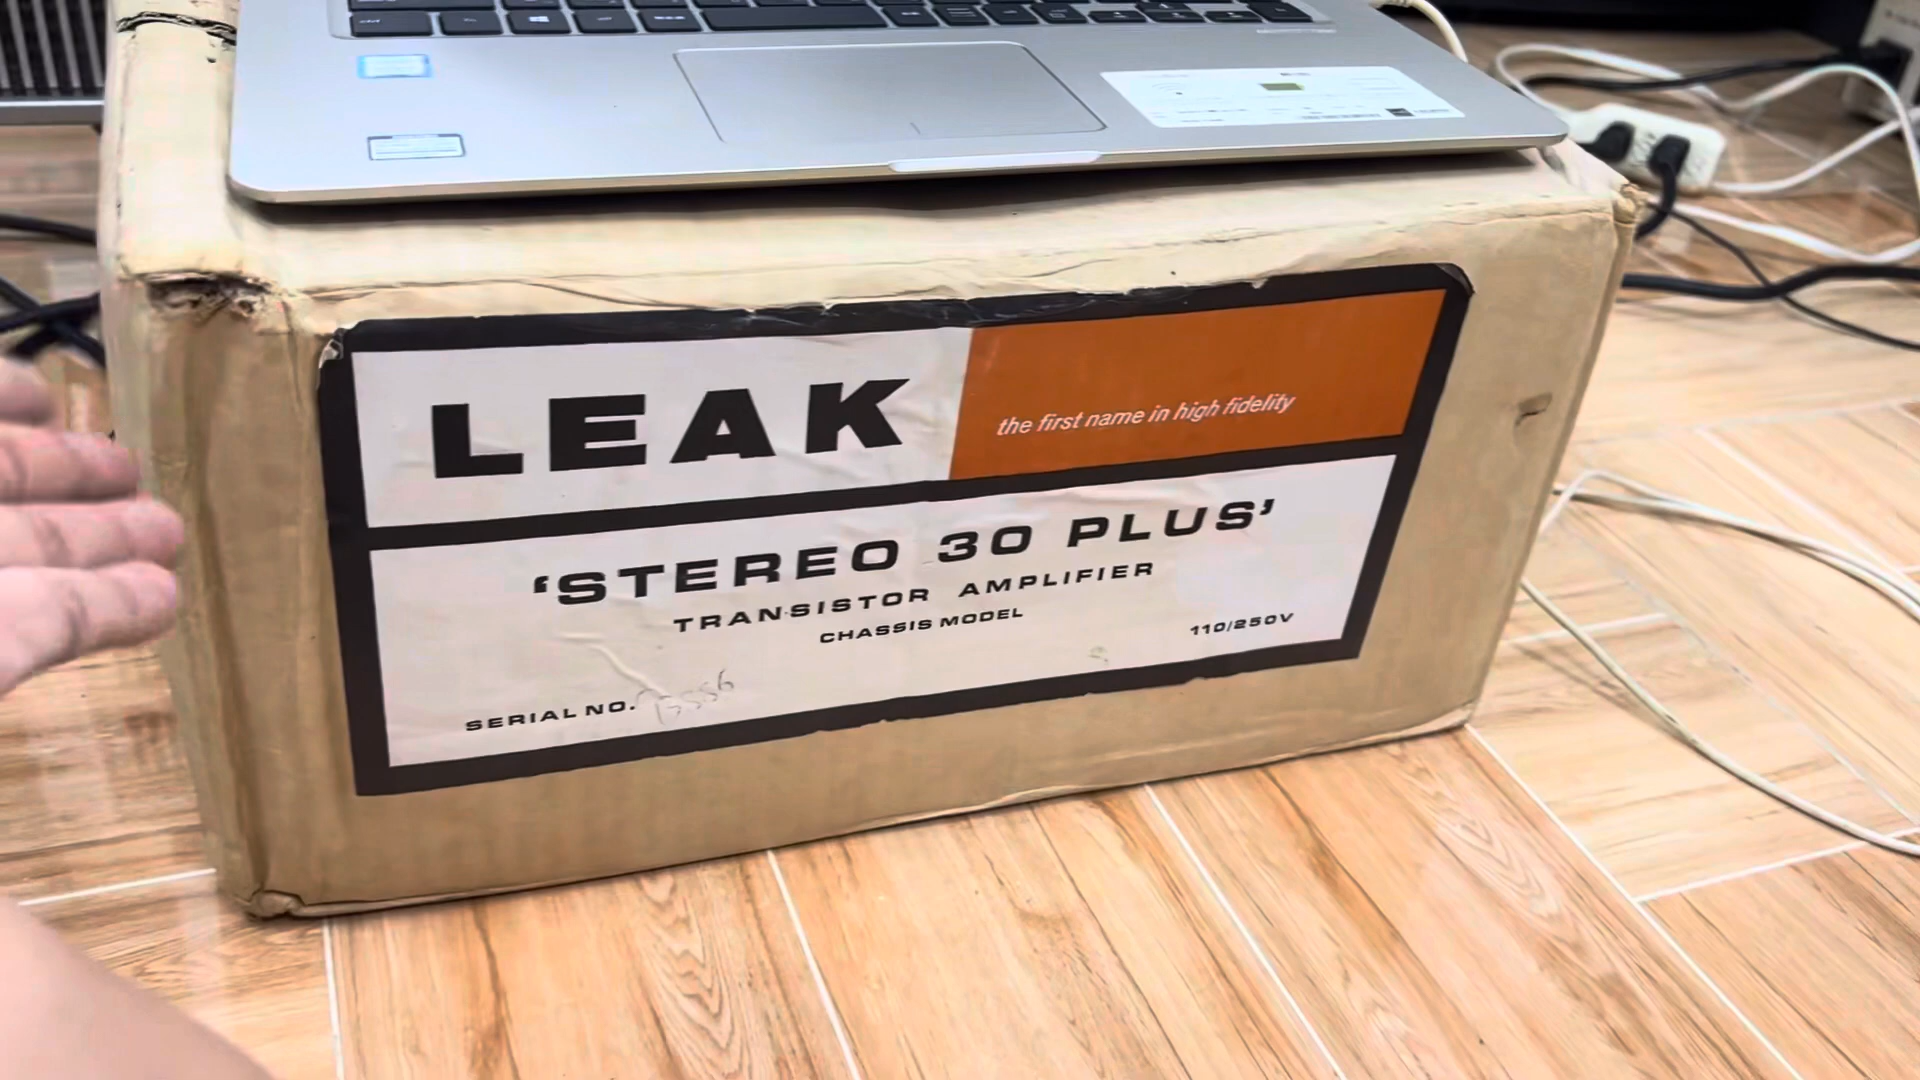 LEAK
the first name in high fidelity
‘STEREO 30 PLUS’
TRANSISTOR AMPLIFIER
CHASSIS MODEL
110/250V
SERIAL NO.